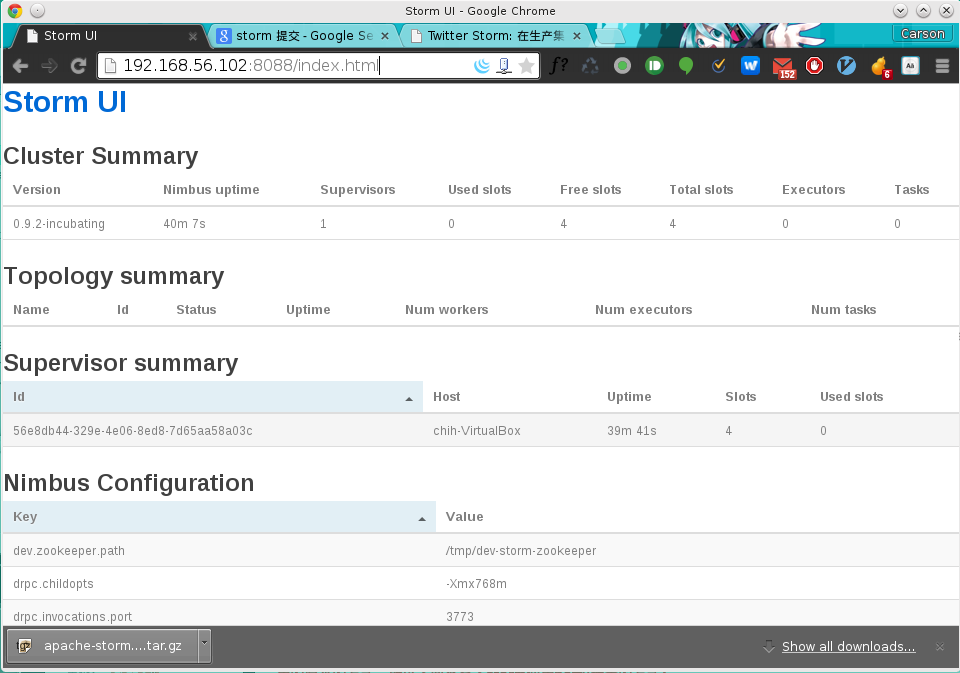 Storm UI - Google Chrome
Storm UI
storm 提交 - Google Se
Twitter Storm: 在生产集
Carson
192.168.56.102:8088/index.html
f?
W
152
6
Aä
Storm UI
Cluster Summary
Version Nimbus uptime Supervisors Used slots Free slots Total slots Executors Tasks
0.9.2-incubating 40m 7s 1 0 4 4 0 0
Topology summary
Name Id Status Uptime Num workers Num executors Num tasks
Supervisor summary
Id Host Uptime Slots Used slots
56e8db44-329e-4e06-8ed8-7d65aa58a03c chih-VirtualBox 39m 41s 4 0
Nimbus Configuration
Key Value
dev.zookeeper.path /tmp/dev-storm-zookeeper
drpc.childopts -Xmx768m
drpc.invocations.port 3773
apache-storm....tar.gz
Show all downloads...